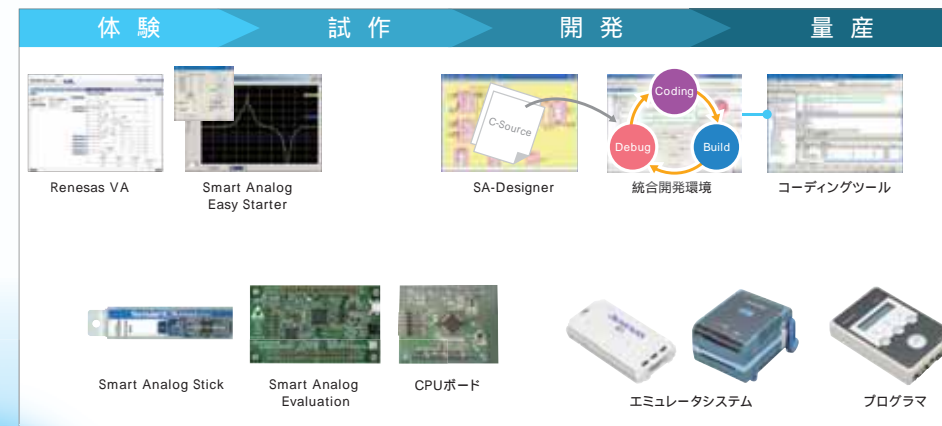 体験
試作
開発
量産
C-Source
Coding
Debug
Build
Renesas VA
Smart Analog
Easy Starter
SA-Designer
統合開発環境
コーディングツール
Smart Analog Stick
Smart Analog
Evaluation
CPUボード
エミュレータシステム
プログラマ